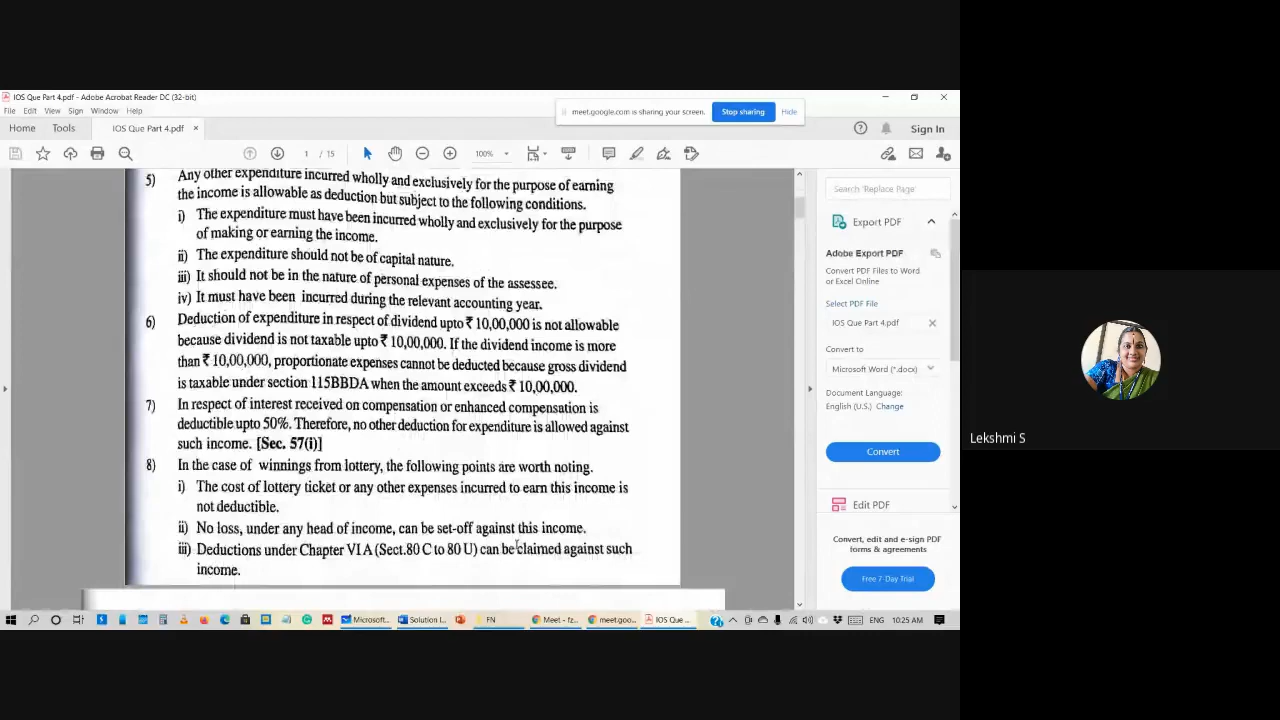 IOS Que Part 4.pdf - Adobe Acrobat Reader DC (32-bit)
File Edit View Sign Window Help
meet.google.com is sharing your screen. Stop sharing Hide
Home Tools IOS Que Part 4.pdf × Sign In
1 / 15 100%
5) Any other expenditure incurred wholly and exclusively for the purpose of earning
the income is allowable as deduction but subject to the following conditions.
i) The expenditure must have been incurred wholly and exclusively for the purpose
of making or earning the income.
ii) The expenditure should not be of capital nature.
iii) It should not be in the nature of personal expenses of the assessee.
iv) It must have been incurred during the relevant accounting year.
6) Deduction of expenditure in respect of dividend upto ₹ 10,00,000 is not allowable
because dividend is not taxable upto ₹ 10,00,000. If the dividend income is more
than ₹ 10,00,000, proportionate expenses cannot be deducted because gross dividend
is taxable under section 115BBDA when the amount exceeds ₹ 10,00,000.
7) In respect of interest received on compensation or enhanced compensation is
deductible upto 50%. Therefore, no other deduction for expenditure is allowed against
such income. [Sec. 57(i)]
8) In the case of winnings from lottery, the following points are worth noting.
i) The cost of lottery ticket or any other expenses incurred to earn this income is
not deductible.
ii) No loss, under any head of income, can be set-off against this income.
iii) Deductions under Chapter VI A (Sect.80 C to 80 U) can be claimed against such
income.
Search 'Replace Page'
Export PDF
Adobe Export PDF
Convert PDF Files to Word
or Excel Online
Select PDF File
IOS Que Part 4.pdf
Convert to
Microsoft Word (*.docx)
Document Language:
English (U.S.) Change
Convert
Edit PDF
Convert, edit and e-sign PDF
forms & agreements
Free 7-Day Trial
Lekshmi S
Microsoft... Solution I... FN Meet - fz... meet.goo... IOS Que ... ENG 10:25 AM